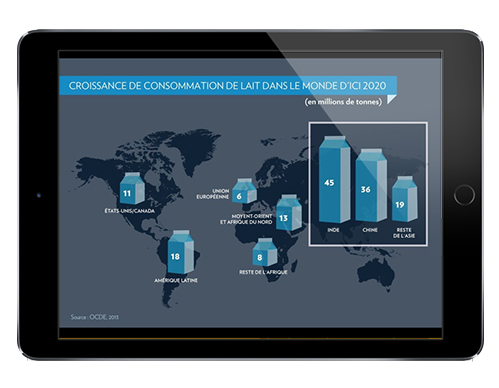 CROISSANCE DE CONSOMMATION DE LAIT DANS LE MONDE D'ICI 2020
(en millions de tonnes)
11
ÉTATS-UNIS/CANADA
UNION
EUROPÉENNE
6
MOYENT-ORIENT
ET AFRIQUE DU NORD
13
18
AMÉRIQUE LATINE
8
RESTE DE L'AFRIQUE
45
INDE
36
CHINE
19
RESTE
DE L'ASIE
Source : OCDE, 2013